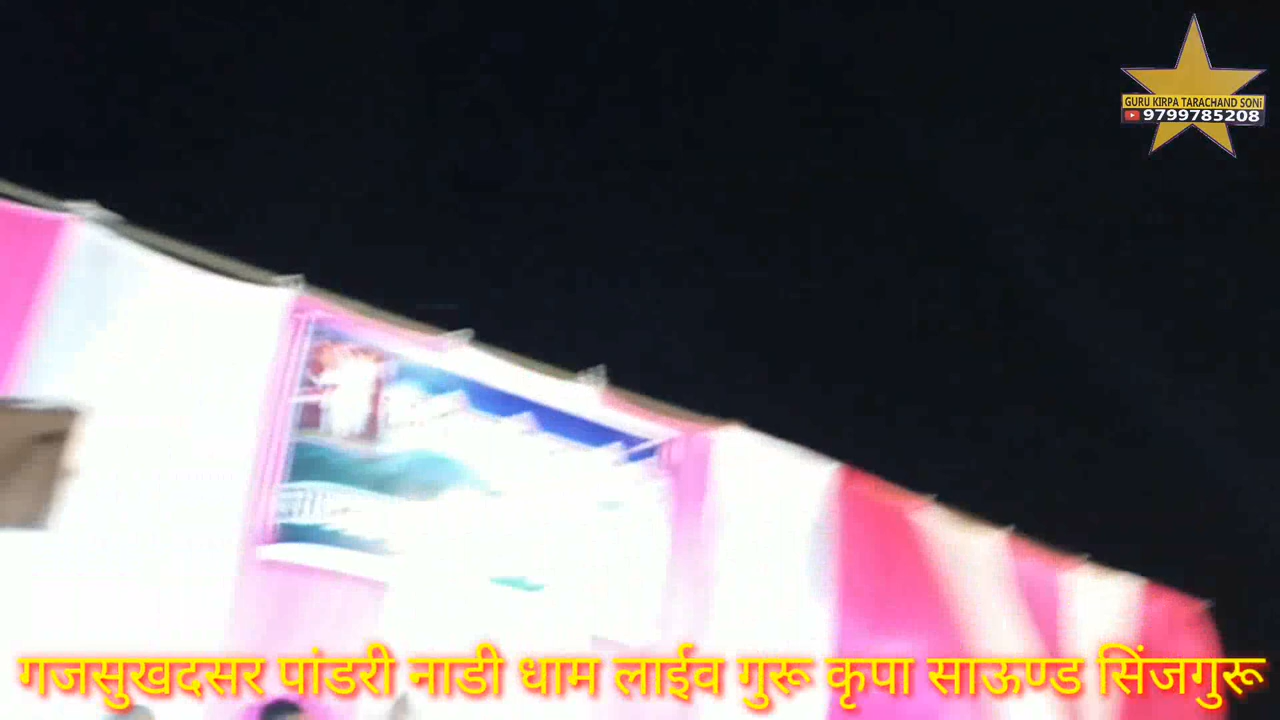 GURU KIRPA TARACHAND SONi
9799785208
गजसुखदसर पांडरी नाडी धाम लाईव गुरू कृपा साऊण्ड सिंजगुरू